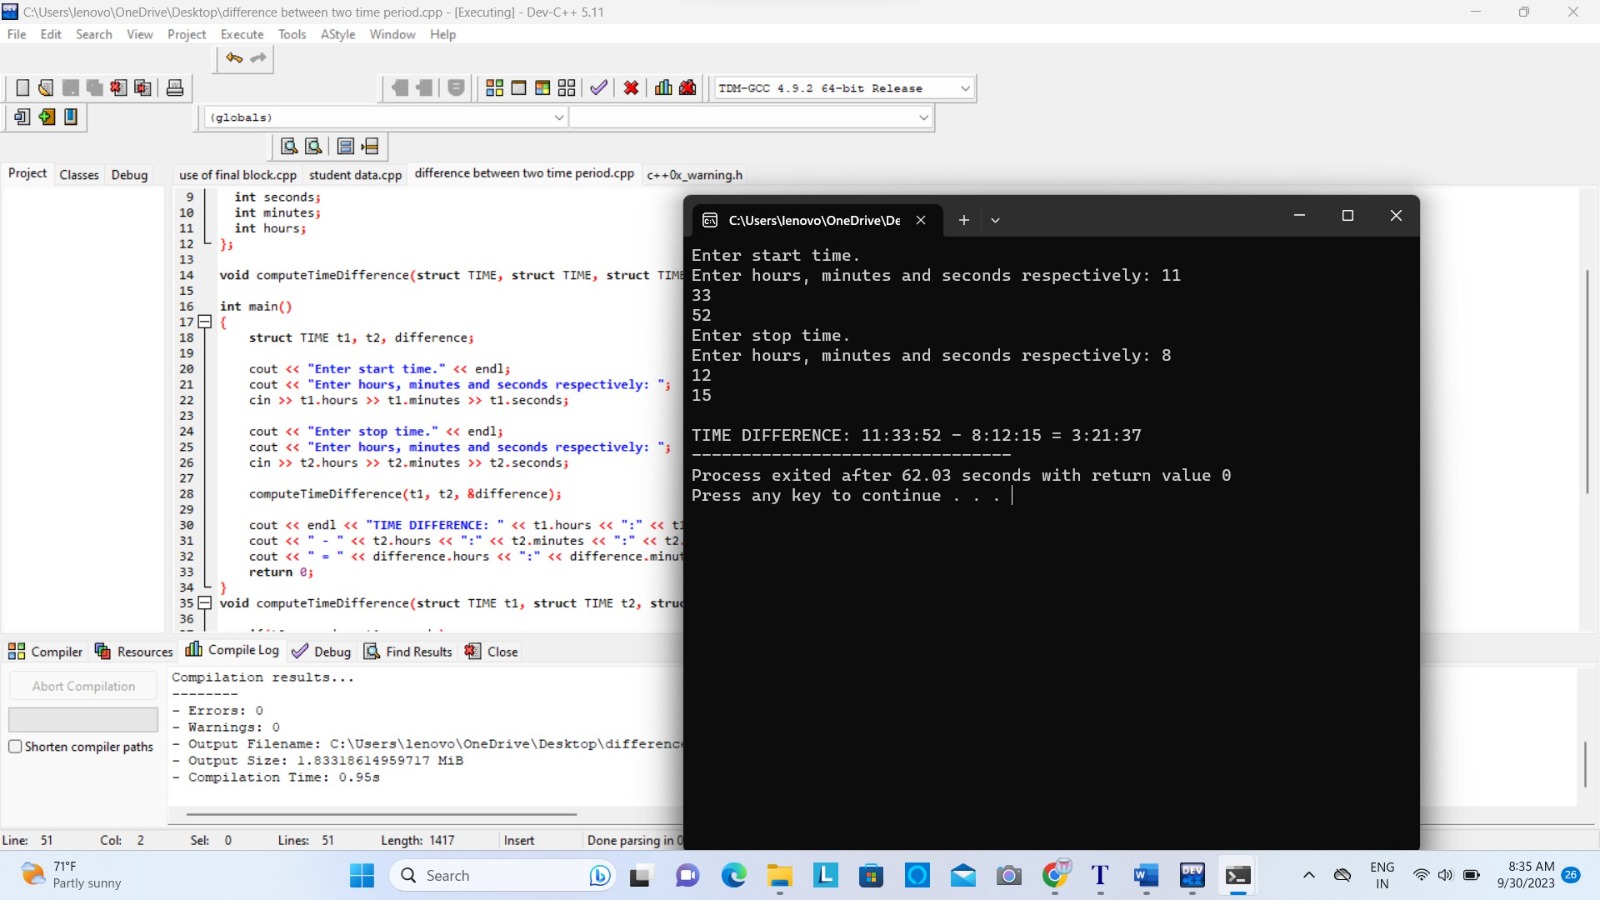 C:\Users\lenovo\OneDrive\Desktop\difference between two time period.cpp - [Executing] - Dev-C++ 5.11
File Edit Search View Project Execute Tools AStyle Window Help
TDM-GCC 4.9.2 64-bit Release
(globals)
Project Classes Debug
use of final block.cpp student data.cpp difference between two time period.cpp c++0x_warning.h
9 int seconds;
10 int minutes;
11 int hours;
12 };
13
14 void computeTimeDifference(struct TIME, struct TIME, struct TIME
15
16 int main()
17 {
18 struct TIME t1, t2, difference;
19
20 cout << "Enter start time." << endl;
21 cout << "Enter hours, minutes and seconds respectively: ";
22 cin >> t1.hours >> t1.minutes >> t1.seconds;
23
24 cout << "Enter stop time." << endl;
25 cout << "Enter hours, minutes and seconds respectively: ";
26 cin >> t2.hours >> t2.minutes >> t2.seconds;
27
28 computeTimeDifference(t1, t2, &difference);
29
30 cout << endl << "TIME DIFFERENCE: " << t1.hours << ":" << t1
31 cout << " - " << t2.hours << ":" << t2.minutes << ":" << t2.
32 cout << " = " << difference.hours << ":" << difference.minut
33 return 0;
34 }
35 void computeTimeDifference(struct TIME t1, struct TIME t2, struc
36
C:\Users\lenovo\OneDrive\De
Enter start time.
Enter hours, minutes and seconds respectively: 11
33
52
Enter stop time.
Enter hours, minutes and seconds respectively: 8
12
15
TIME DIFFERENCE: 11:33:52 - 8:12:15 = 3:21:37
--------------------------------
Process exited after 62.03 seconds with return value 0
Press any key to continue . . .
Compiler Resources Compile Log Debug Find Results Close
Abort Compilation
Shorten compiler paths
Compilation results...
--------
- Errors: 0
- Warnings: 0
- Output Filename: C:\Users\lenovo\OneDrive\Desktop\difference
- Output Size: 1.83318614959717 MiB
- Compilation Time: 0.95s
Line: 51 Col: 2 Sel: 0 Lines: 51 Length: 1417 Insert Done parsing in 0
71°F
Partly sunny
Search
ENG
IN
8:35 AM
9/30/2023
26